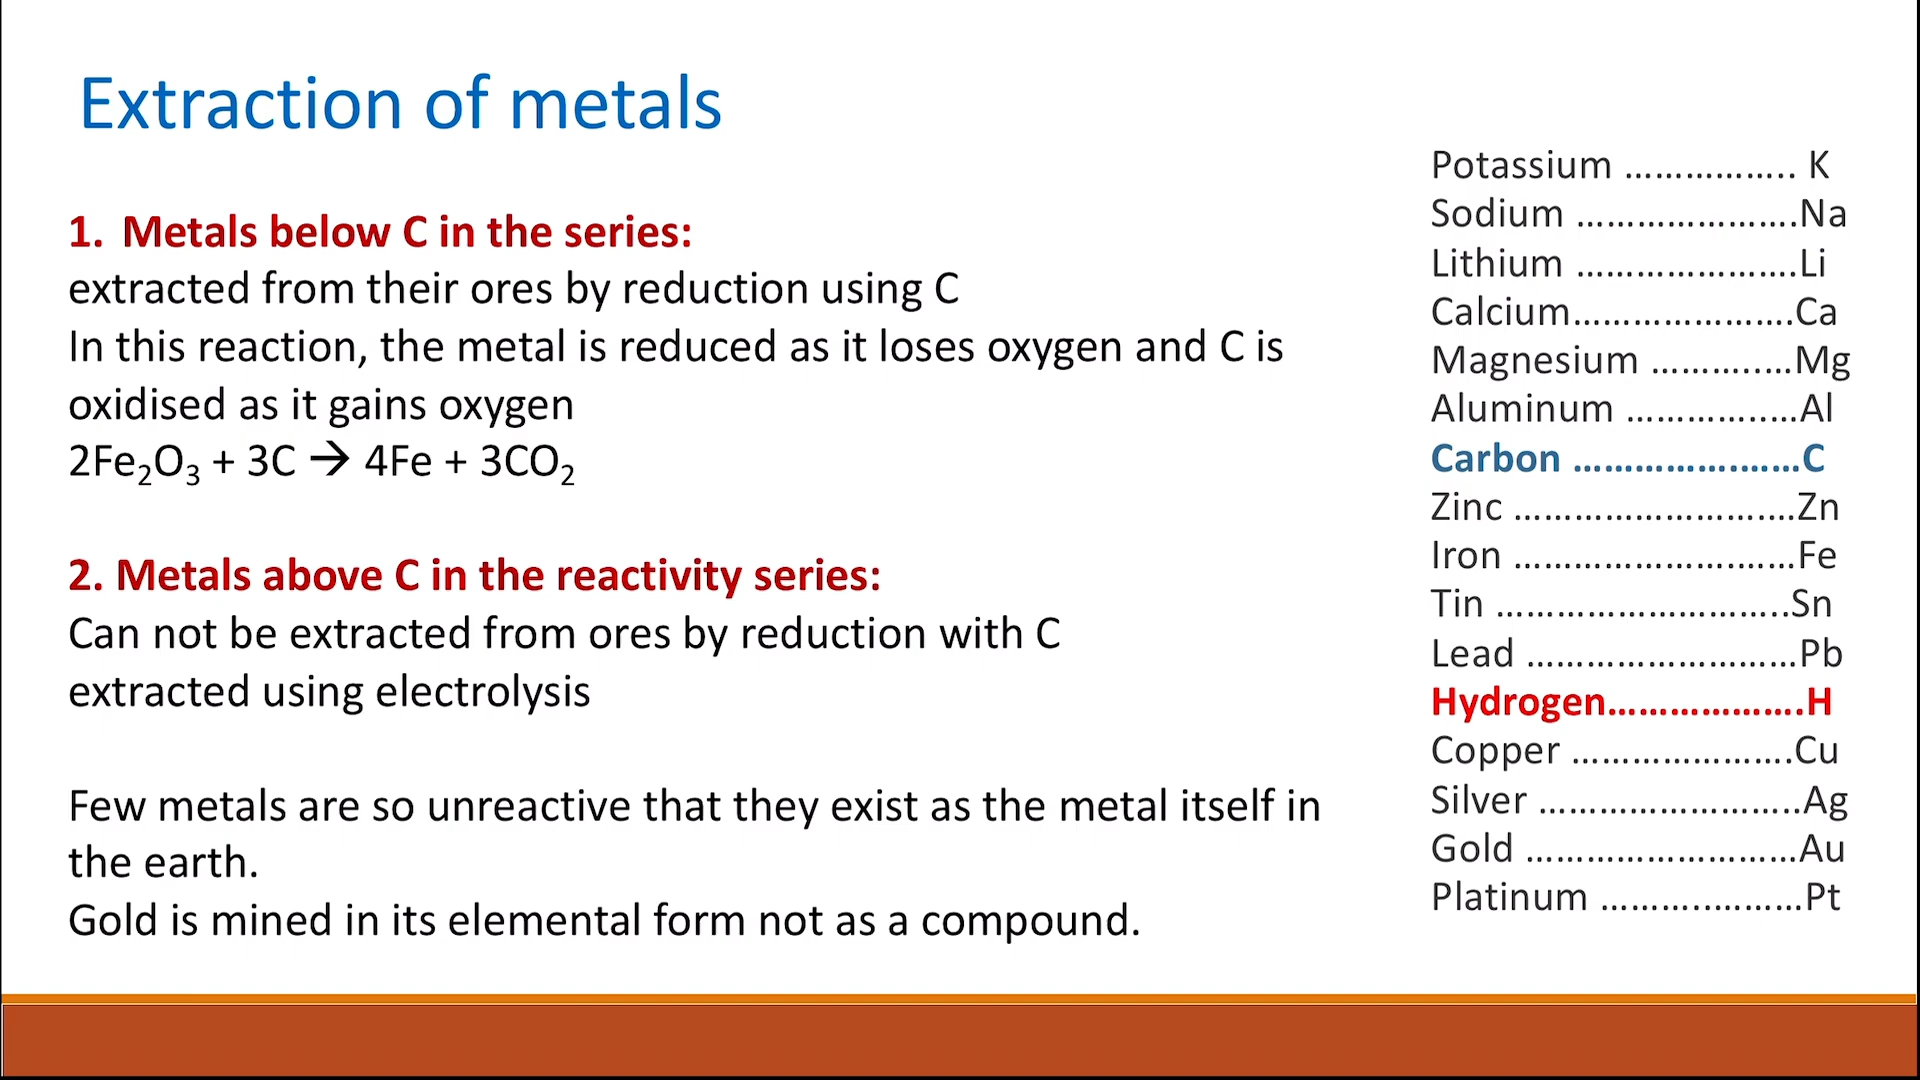 Extraction of metals
1. Metals below C in the series:
extracted from their ores by reduction using C
In this reaction, the metal is reduced as it loses oxygen and C is
oxidised as it gains oxygen
2Fe₂O₃ + 3C → 4Fe + 3CO₂
2. Metals above C in the reactivity series:
Can not be extracted from ores by reduction with C
extracted using electrolysis
Few metals are so unreactive that they exist as the metal itself in
the earth.
Gold is mined in its elemental form not as a compound.
Potassium …………….. K
Sodium ………………….Na
Lithium ………………….Li
Calcium………………….Ca
Magnesium ………..….Mg
Aluminum ……………..…Al
Carbon …………….……C
Zinc ……………………….Zn
Iron ………………….……Fe
Tin ………………………..Sn
Lead ………………………Pb
Hydrogen……………….H
Copper ………………….Cu
Silver ……………………..Ag
Gold ………………………Au
Platinum ………..………Pt